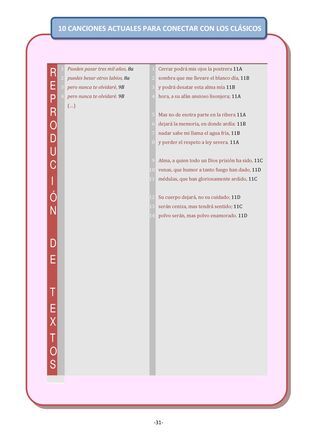 10 CANCIONES ACTUALES PARA CONECTAR CON LOS CLÁSICOS
REPRODUCCIÓN DE TEXTOS
1 Pueden pasar tres mil años, 8a
2 puedes besar otros labios, 8a
3 pero nunca te olvidaré, 9B
4 pero nunca te olvidaré. 9B
(...)
1 Cerrar podrá mis ojos la postrera 11A
2 sombra que me llevare el blanco día, 11B
3 y podrá desatar esta alma mía 11B
4 hora, a su afán ansioso lisonjera; 11A
5 Mas no de esotra parte en la ribera 11A
6 dejará la memoria, en donde ardía: 11B
7 nadar sabe mi llama el agua fría, 11B
8 y perder el respeto a ley severa. 11A
9 Alma, a quien todo un Dios prisión ha sido, 11C
10 venas, que humor a tanto fuego han dado, 11D
11 médulas, que han gloriosamente ardido, 11C
12 Su cuerpo dejará, no su cuidado; 11D
13 serán ceniza, mas tendrá sentido; 11C
14 polvo serán, mas polvo enamorado. 11D
-31-